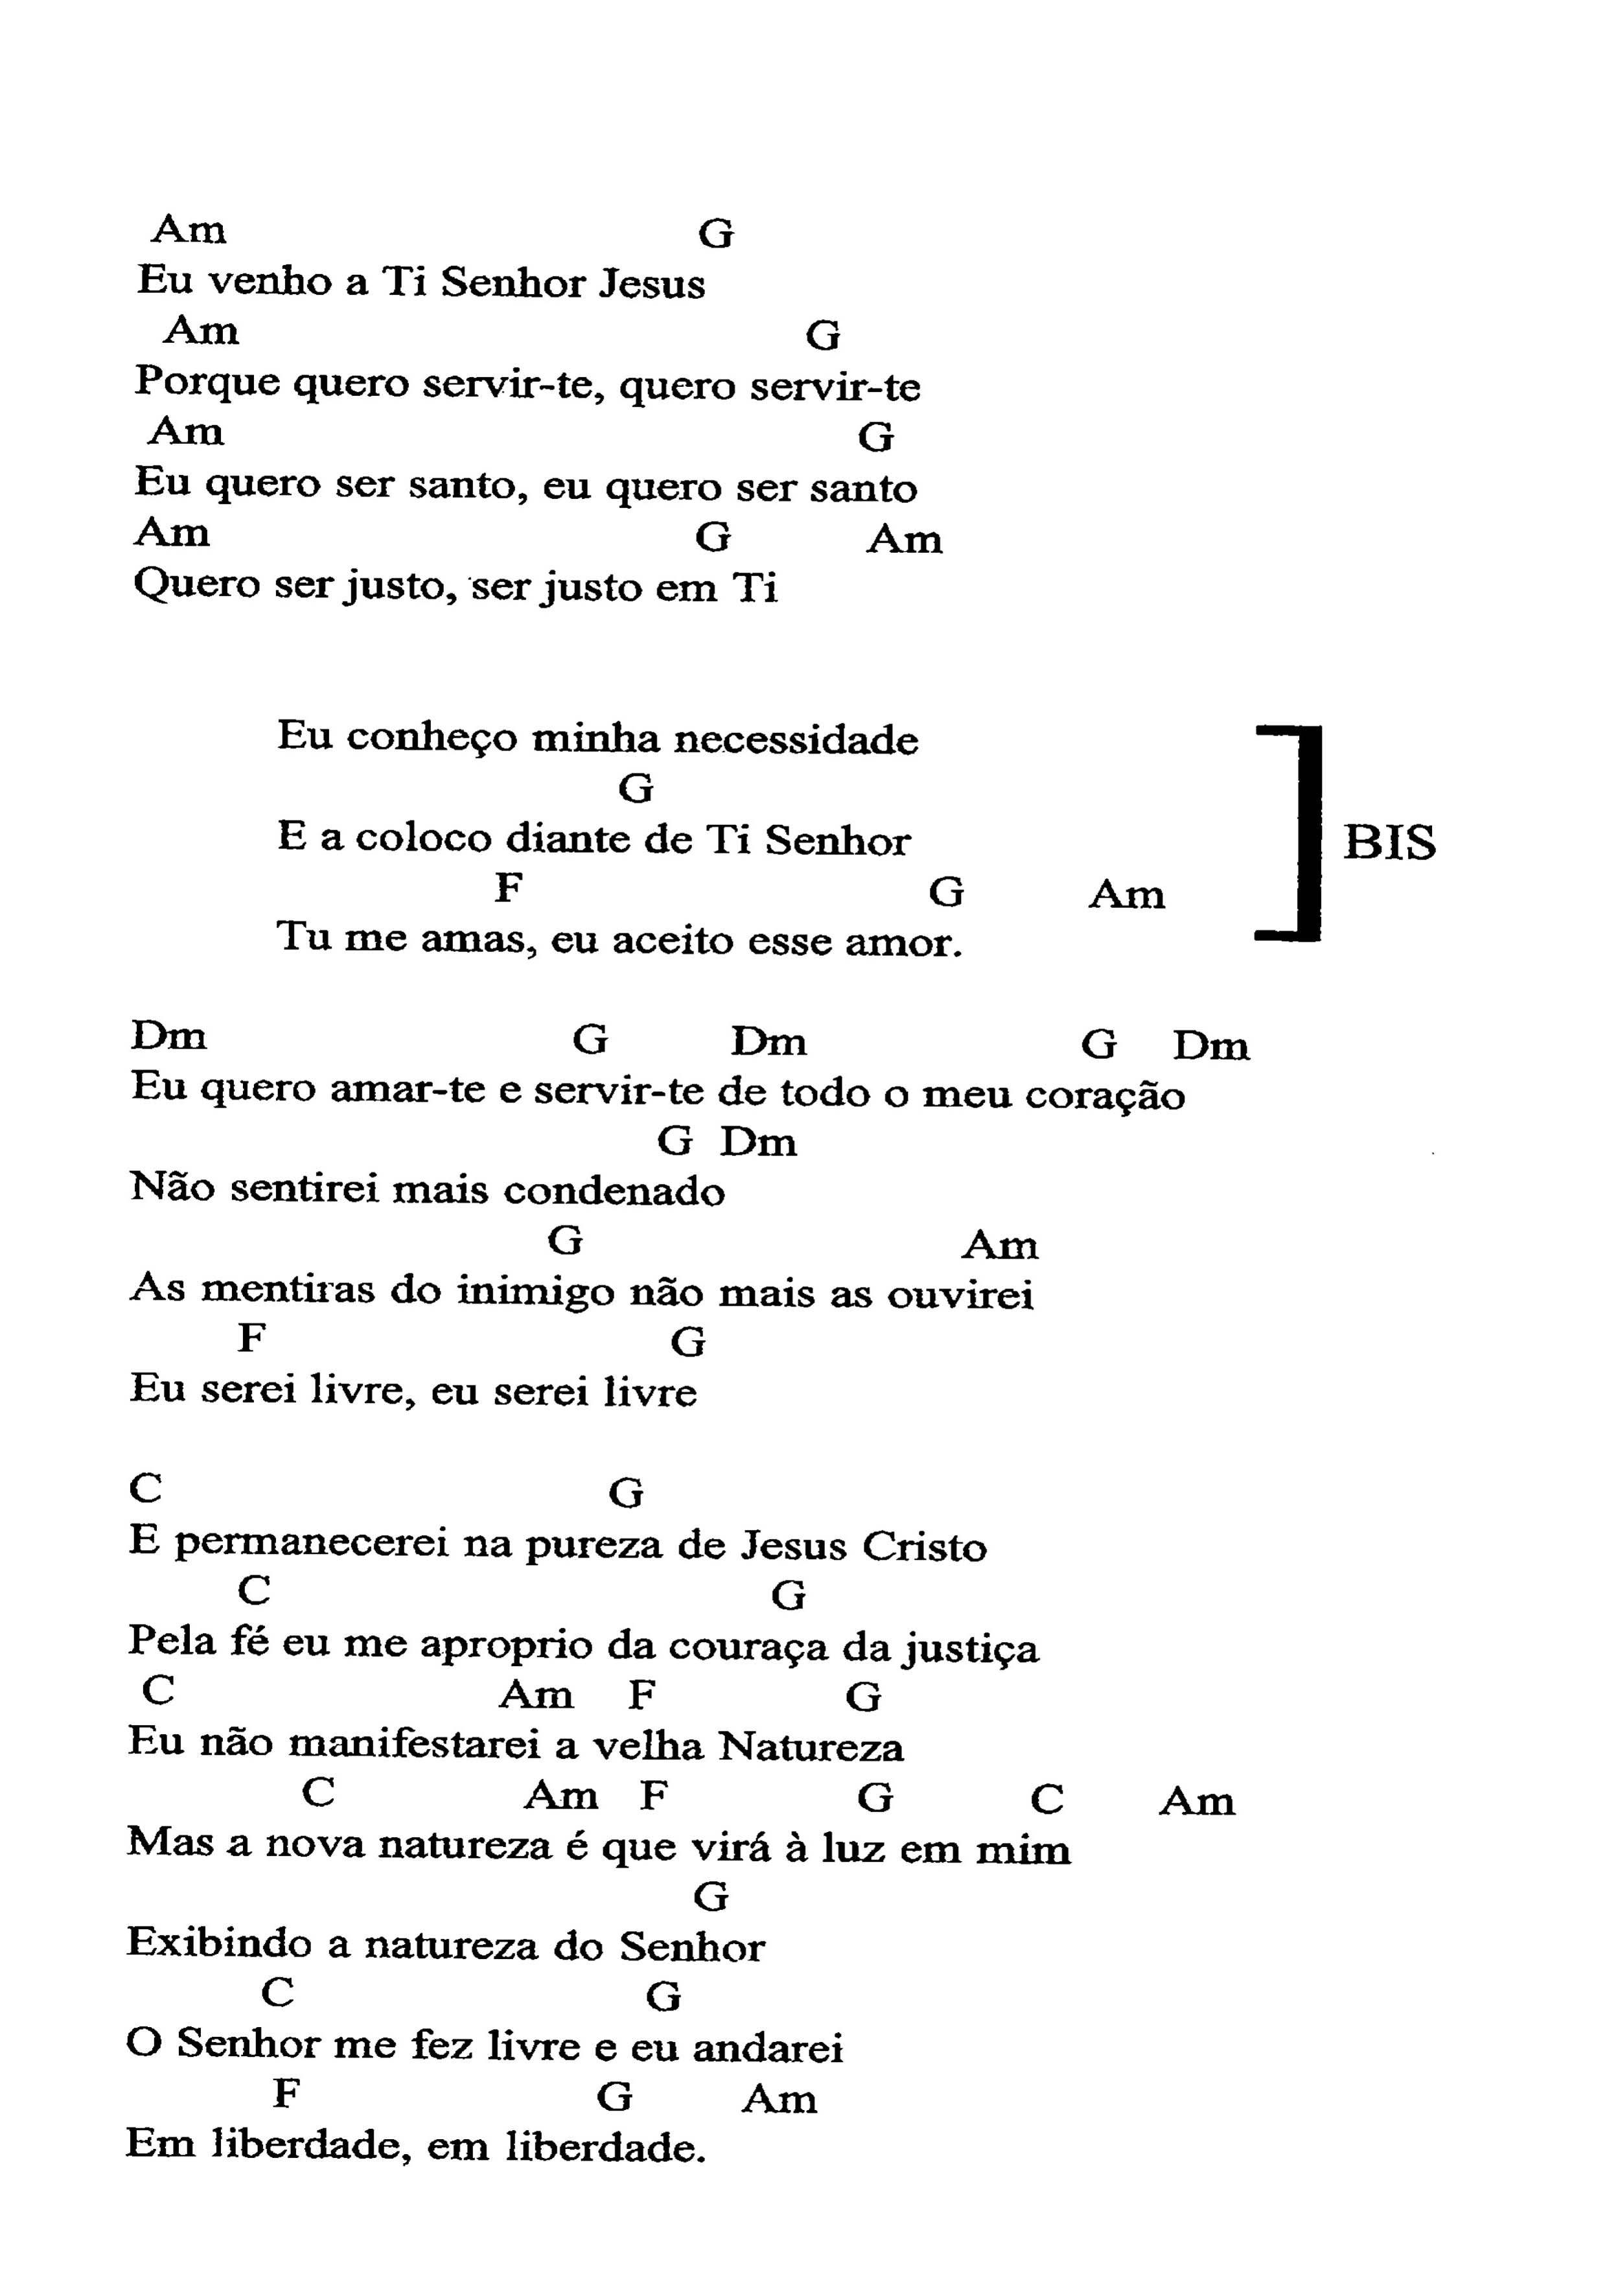 Am G
Eu venho a Ti Senhor Jesus
Am G
Porque quero servir-te, quero servir-te
Am G
Eu quero ser santo, eu quero ser santo
Am G Am
Quero ser justo, ser justo em Ti
Eu conheço minha necessidade
G
E a coloco diante de Ti Senhor
F G Am
Tu me amas, eu aceito esse amor.
BIS
Dm G Dm G Dm
Eu quero amar-te e servir-te de todo o meu coração
G Dm
Não sentirei mais condenado
G Am
As mentiras do inimigo não mais as ouvirei
F G
Eu serei livre, eu serei livre
C G
E permanecerei na pureza de Jesus Cristo
C G
Pela fé eu me aproprio da couraça da justiça
C Am F G
Eu não manifestarei a velha Natureza
C Am F G C Am
Mas a nova natureza é que virá à luz em mim
G
Exibindo a natureza do Senhor
C G
O Senhor me fez livre e eu andarei
F G Am
Em liberdade, em liberdade.